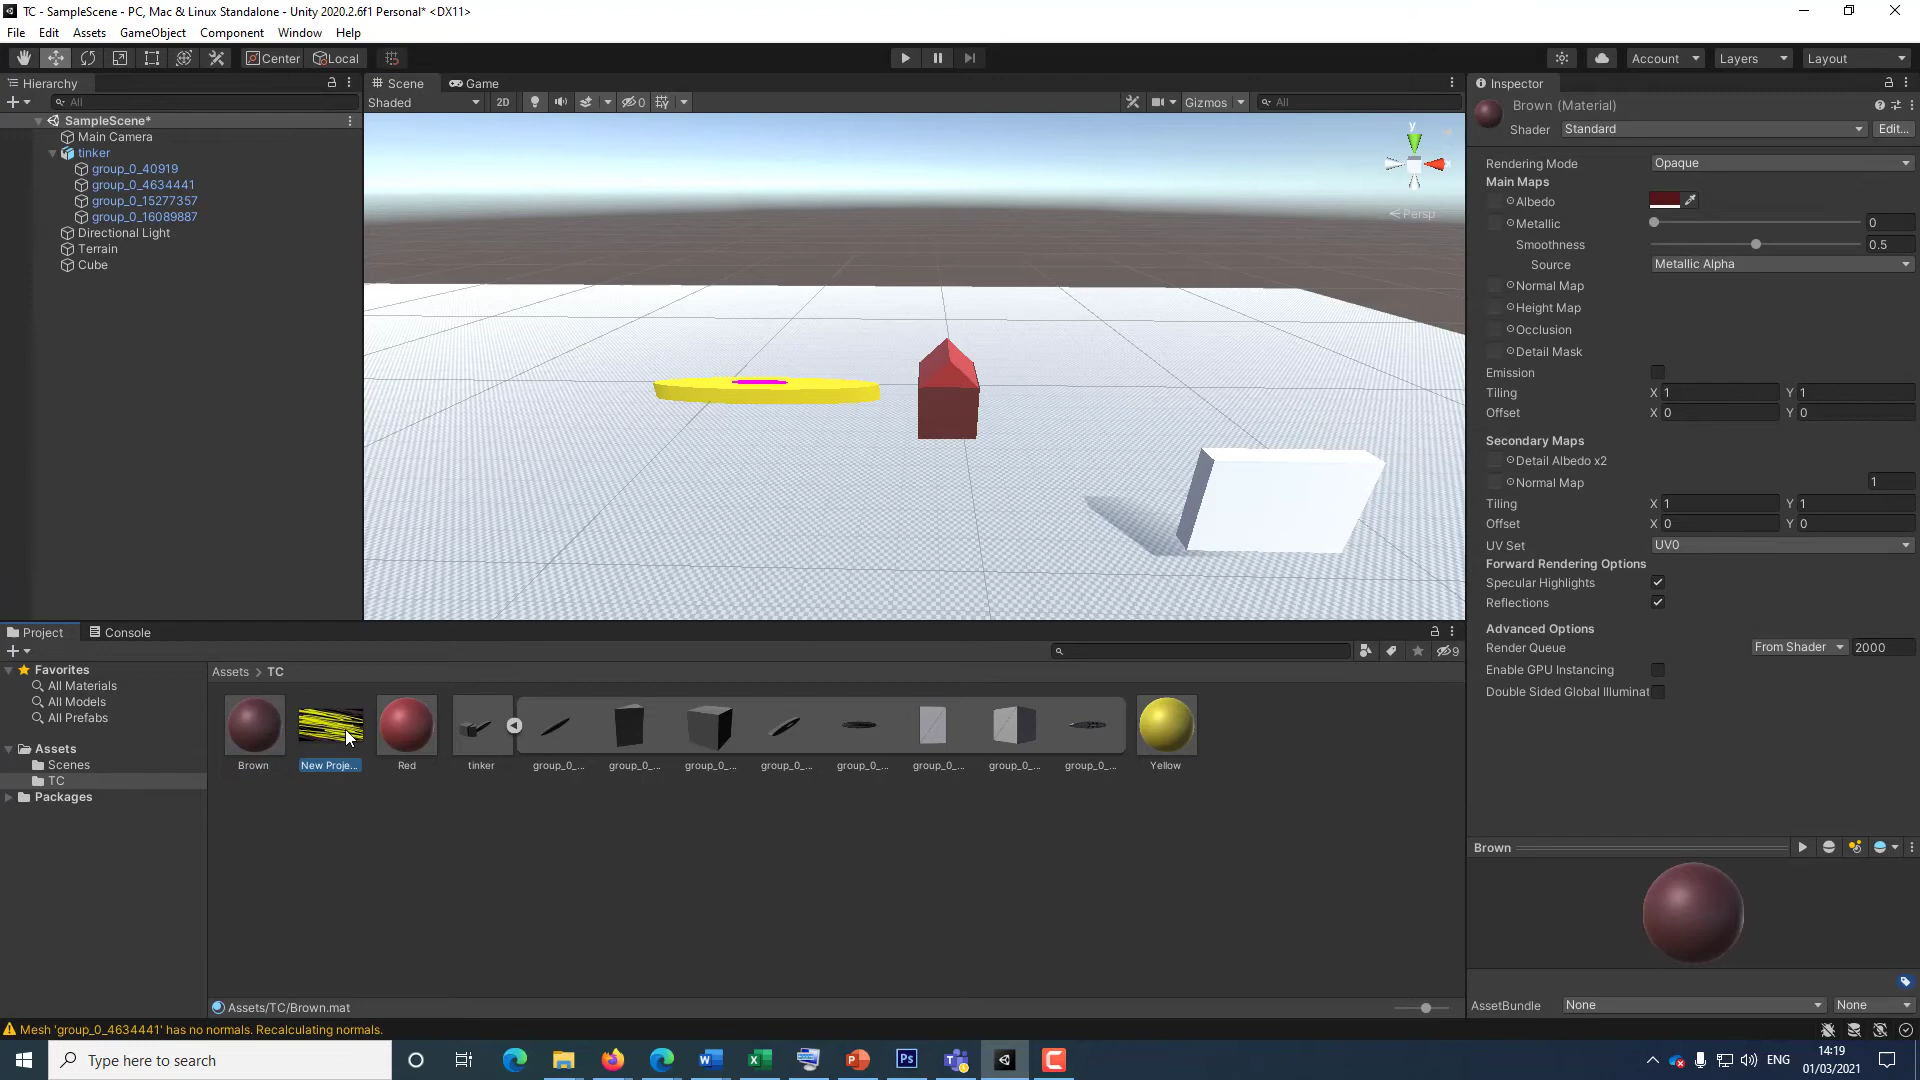 TC - SampleScene - PC, Mac & Linux Standalone - Unity 2020.2.6f1 Personal* <DX11>
File Edit Assets GameObject Component Window Help
Center Local
Account Layers Layout
Hierarchy
All
SampleScene*
Main Camera
tinker
group_0_40919
group_0_4634441
group_0_15277357
group_0_16089887
Directional Light
Terrain
Cube
Scene Game
Shaded 2D 0 Gizmos All
y
Persp
Inspector
Brown (Material)
Shader Standard Edit...
Rendering Mode Opaque
Main Maps
Albedo
Metallic 0
Smoothness 0.5
Source Metallic Alpha
Normal Map
Height Map
Occlusion
Detail Mask
Emission
Tiling X 1 Y 1
Offset X 0 Y 0
Secondary Maps
Detail Albedo x2
Normal Map 1
Tiling X 1 Y 1
Offset X 0 Y 0
UV Set UV0
Forward Rendering Options
Specular Highlights
Reflections
Advanced Options
Render Queue From Shader 2000
Enable GPU Instancing
Double Sided Global Illuminat
Brown
AssetBundle None None
Project Console
9
Favorites
All Materials
All Models
All Prefabs
Assets
Scenes
TC
Packages
Assets > TC
Brown New Proje... Red tinker group_0_... group_0_... group_0_... group_0_... group_0_... group_0_... group_0_... group_0_... Yellow
Assets/TC/Brown.mat
Mesh 'group_0_4634441' has no normals. Recalculating normals.
Type here to search
ENG
14:19
01/03/2021